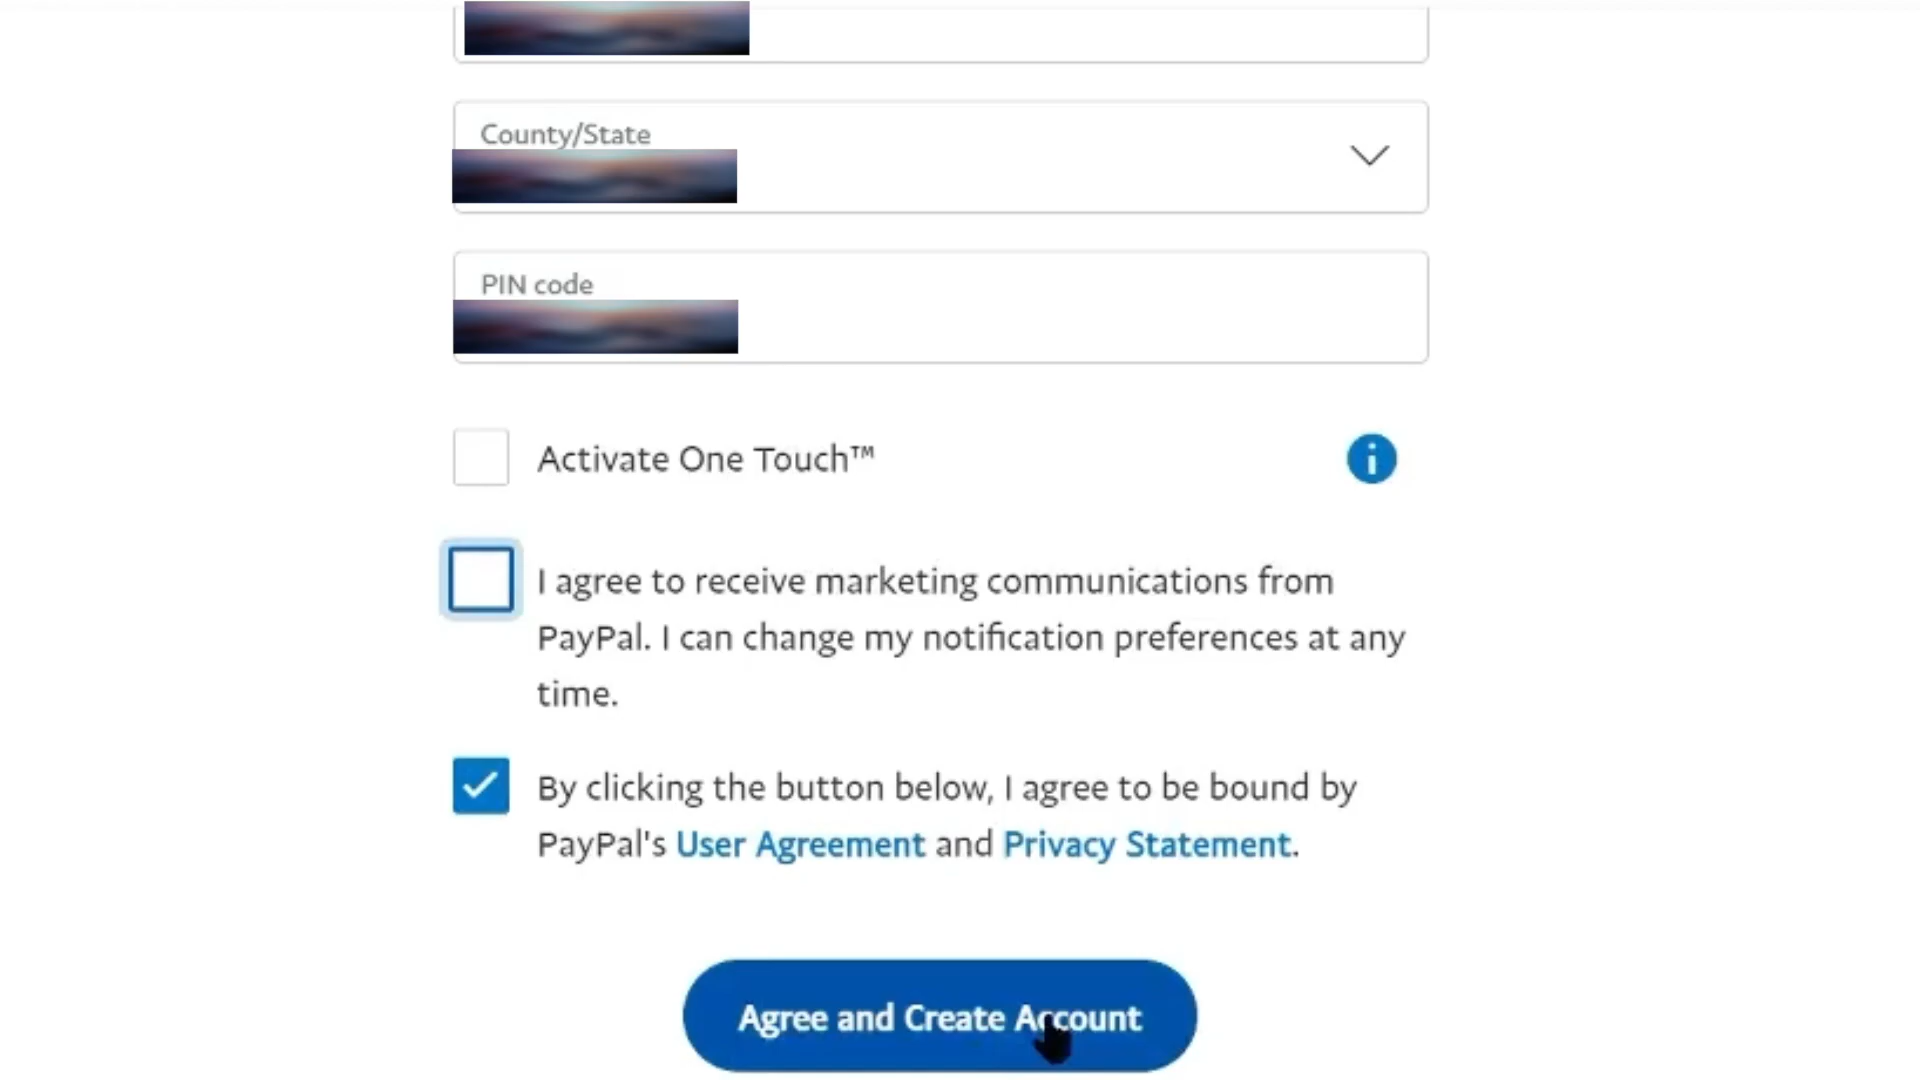 County/State
PIN code
Activate One Touch™
I agree to receive marketing communications from
PayPal. I can change my notification preferences at any
time.
By clicking the button below, I agree to be bound by
PayPal's User Agreement and Privacy Statement.
Agree and Create Account